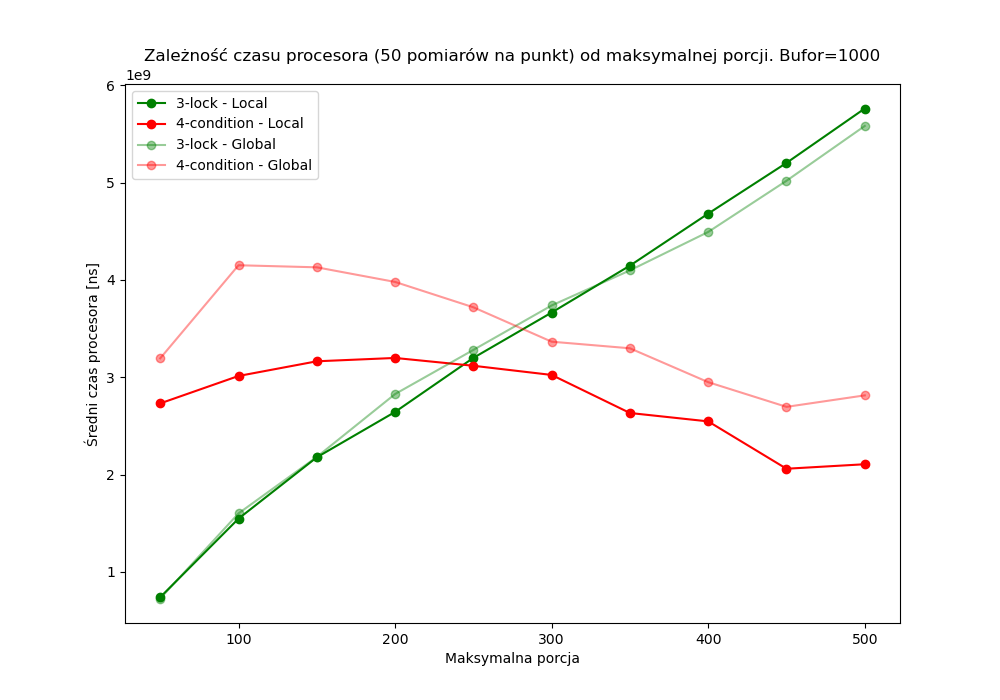 Zależność czasu procesora (50 pomiarów na punkt) od maksymalnej porcji. Bufor=1000
1e9
3-lock - Local
4-condition - Local
3-lock - Global
4-condition - Global
6
5
4
3
2
1
Średni czas procesora [ns]
100 200 300 400 500
Maksymalna porcja